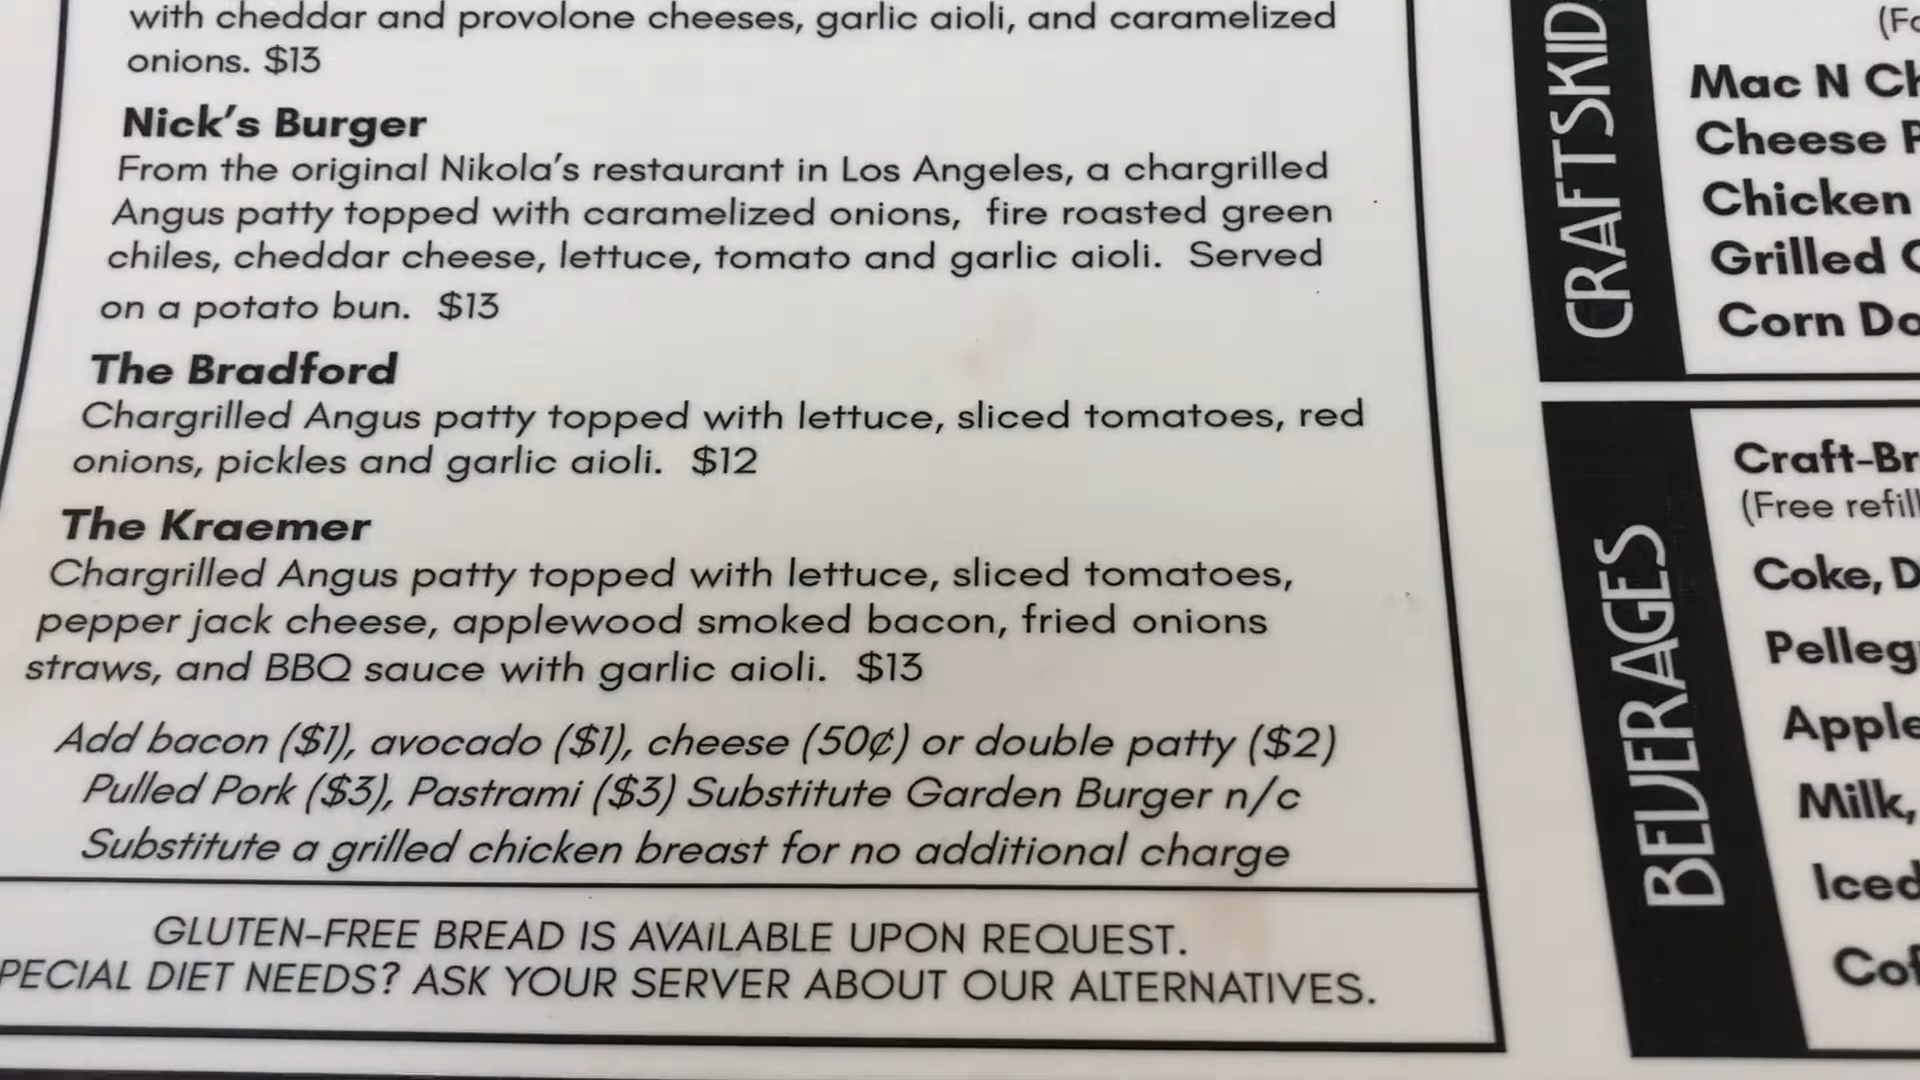 with cheddar and provolone cheeses, garlic aioli, and caramelized
onions. $13
Nick's Burger
From the original Nikola's restaurant in Los Angeles, a chargrilled
Angus patty topped with caramelized onions, fire roasted green
chiles, cheddar cheese, lettuce, tomato and garlic aioli. Served
on a potato bun. $13
The Bradford
Chargrilled Angus patty topped with lettuce, sliced tomatoes, red
onions, pickles and garlic aioli. $12
The Kraemer
Chargrilled Angus patty topped with lettuce, sliced tomatoes,
pepper jack cheese, applewood smoked bacon, fried onions
straws, and BBQ sauce with garlic aioli. $13
Add bacon ($1), avocado ($1), cheese (50¢) or double patty ($2)
Pulled Pork ($3), Pastrami ($3) Substitute Garden Burger n/c
Substitute a grilled chicken breast for no additional charge
GLUTEN-FREE BREAD IS AVAILABLE UPON REQUEST.
PECIAL DIET NEEDS? ASK YOUR SERVER ABOUT OUR ALTERNATIVES.
CRAFTSKID
Mac N
Cheese
Chicken
Grilled
Corn
BEVERAGES
Craft-Br
(Free refill
Coke,
Pelleg
Apple
Milk,
Iced